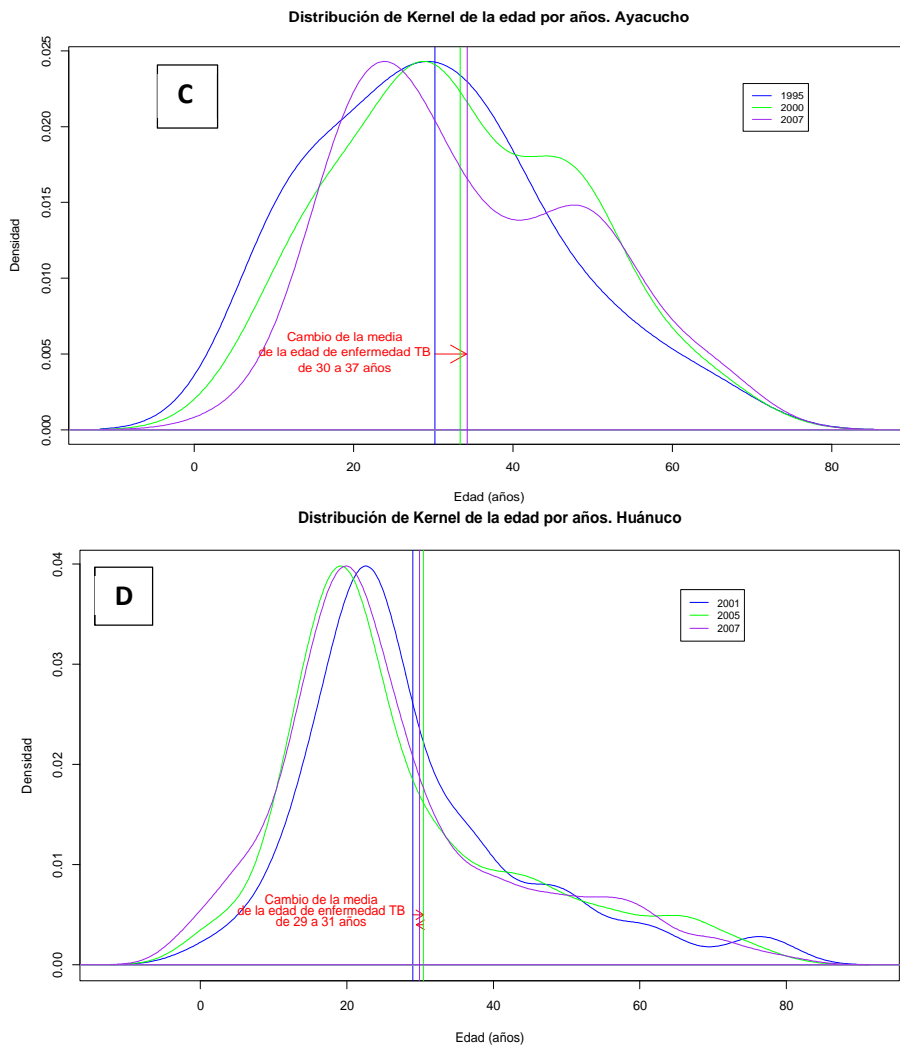 Distribución de Kernel de la edad por años. Ayacucho
C
1995
2000
2007
Densidad
0.025
0.020
0.015
0.010
0.005
0.000
Cambio de la media
de la edad de enfermedad TB
de 30 a 37 años
0 20 40 60 80
Edad (años)
Distribución de Kernel de la edad por años. Huánuco
D
2001
2005
2007
Densidad
0.04
0.03
0.02
0.01
0.00
Cambio de la media
de la edad de enfermedad TB
de 29 a 31 años
0 20 40 60 80
Edad (años)